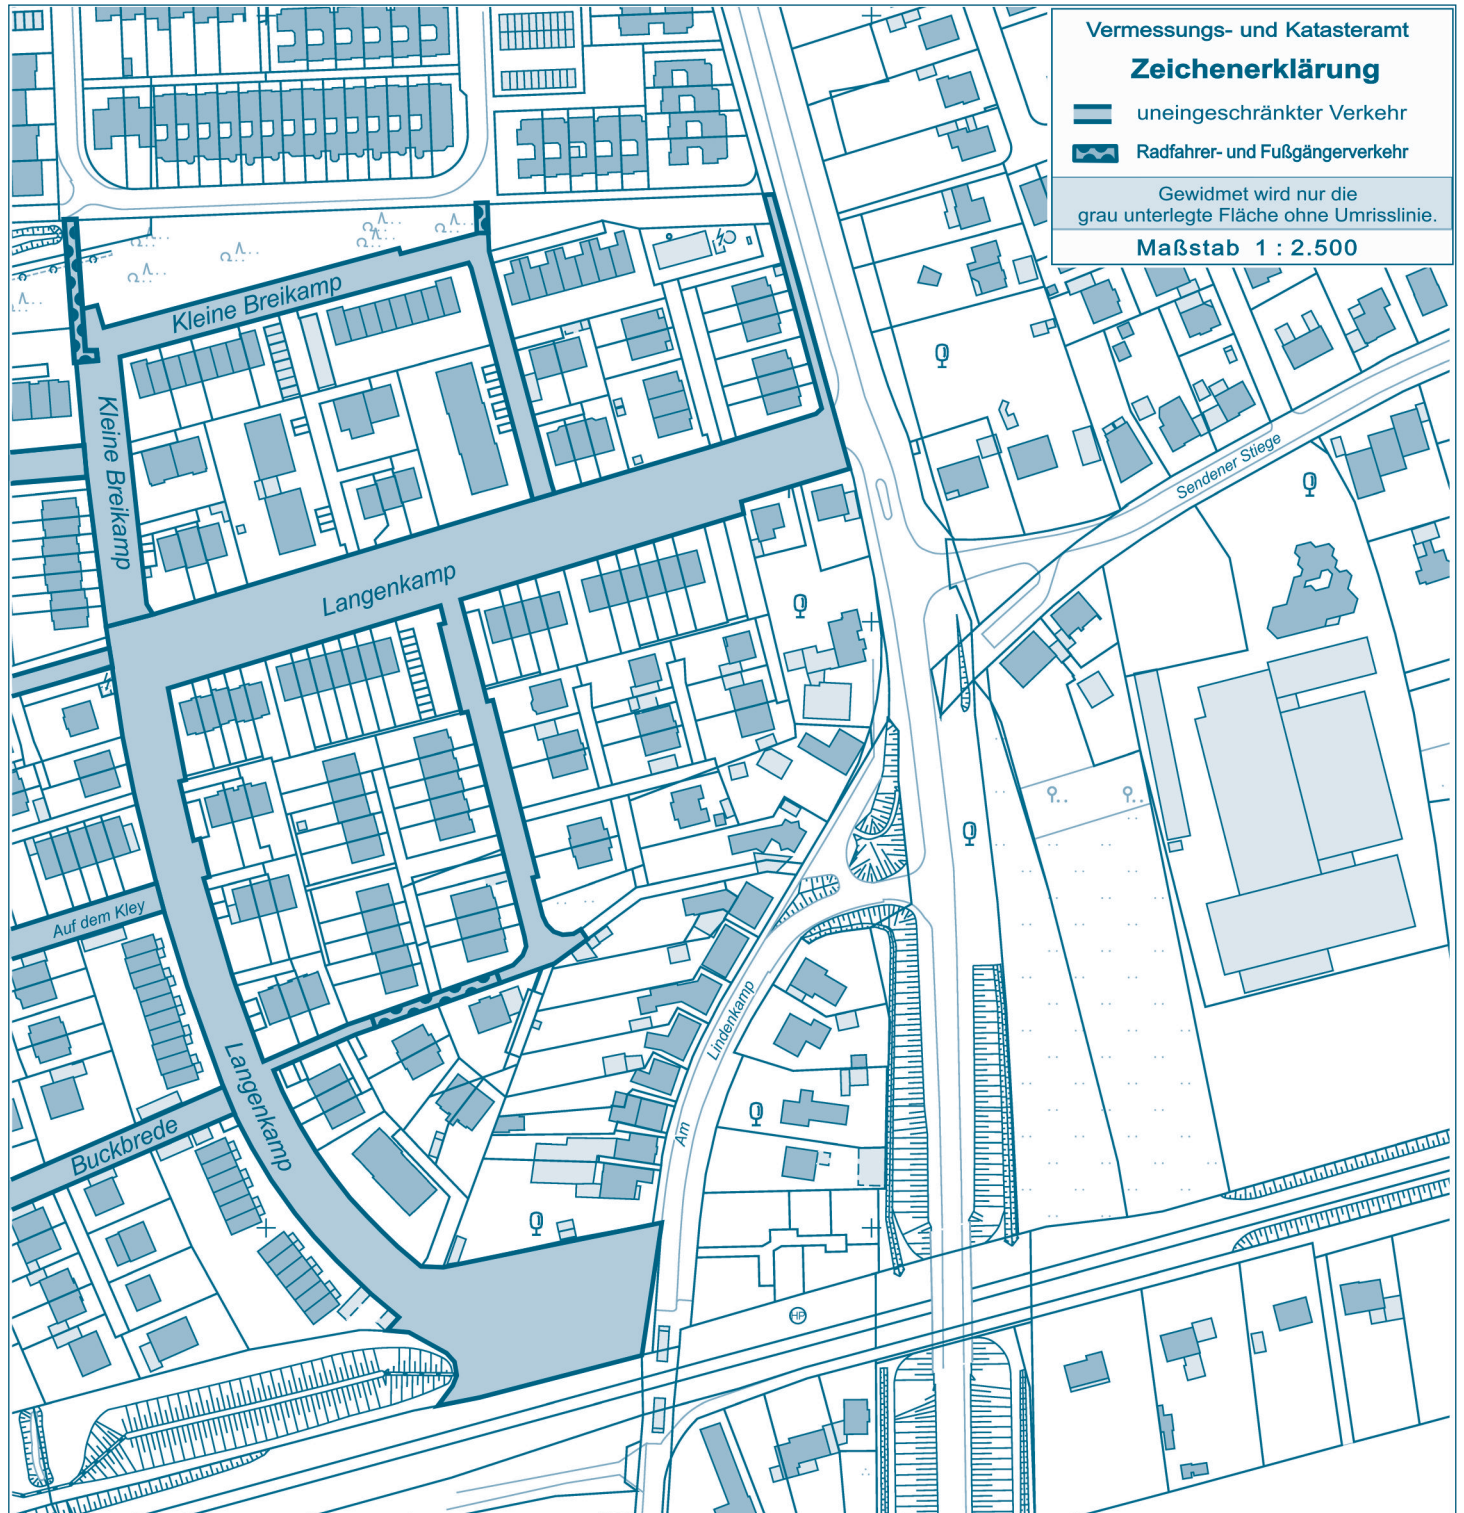 Vermessungs- und Katasteramt
Zeichenerklärung
uneingeschränkter Verkehr
Radfahrer- und Fußgängerverkehr
Gewidmet wird nur die
grau unterlegte Fläche ohne Umrisslinie.
Maßstab 1 : 2.500
Kleine Breikamp
Kleine Breikamp
Sendener Stiege
Langenkamp
Auf dem Kley
Am Lindenkamp
Langenkamp
Buckbrede
HP